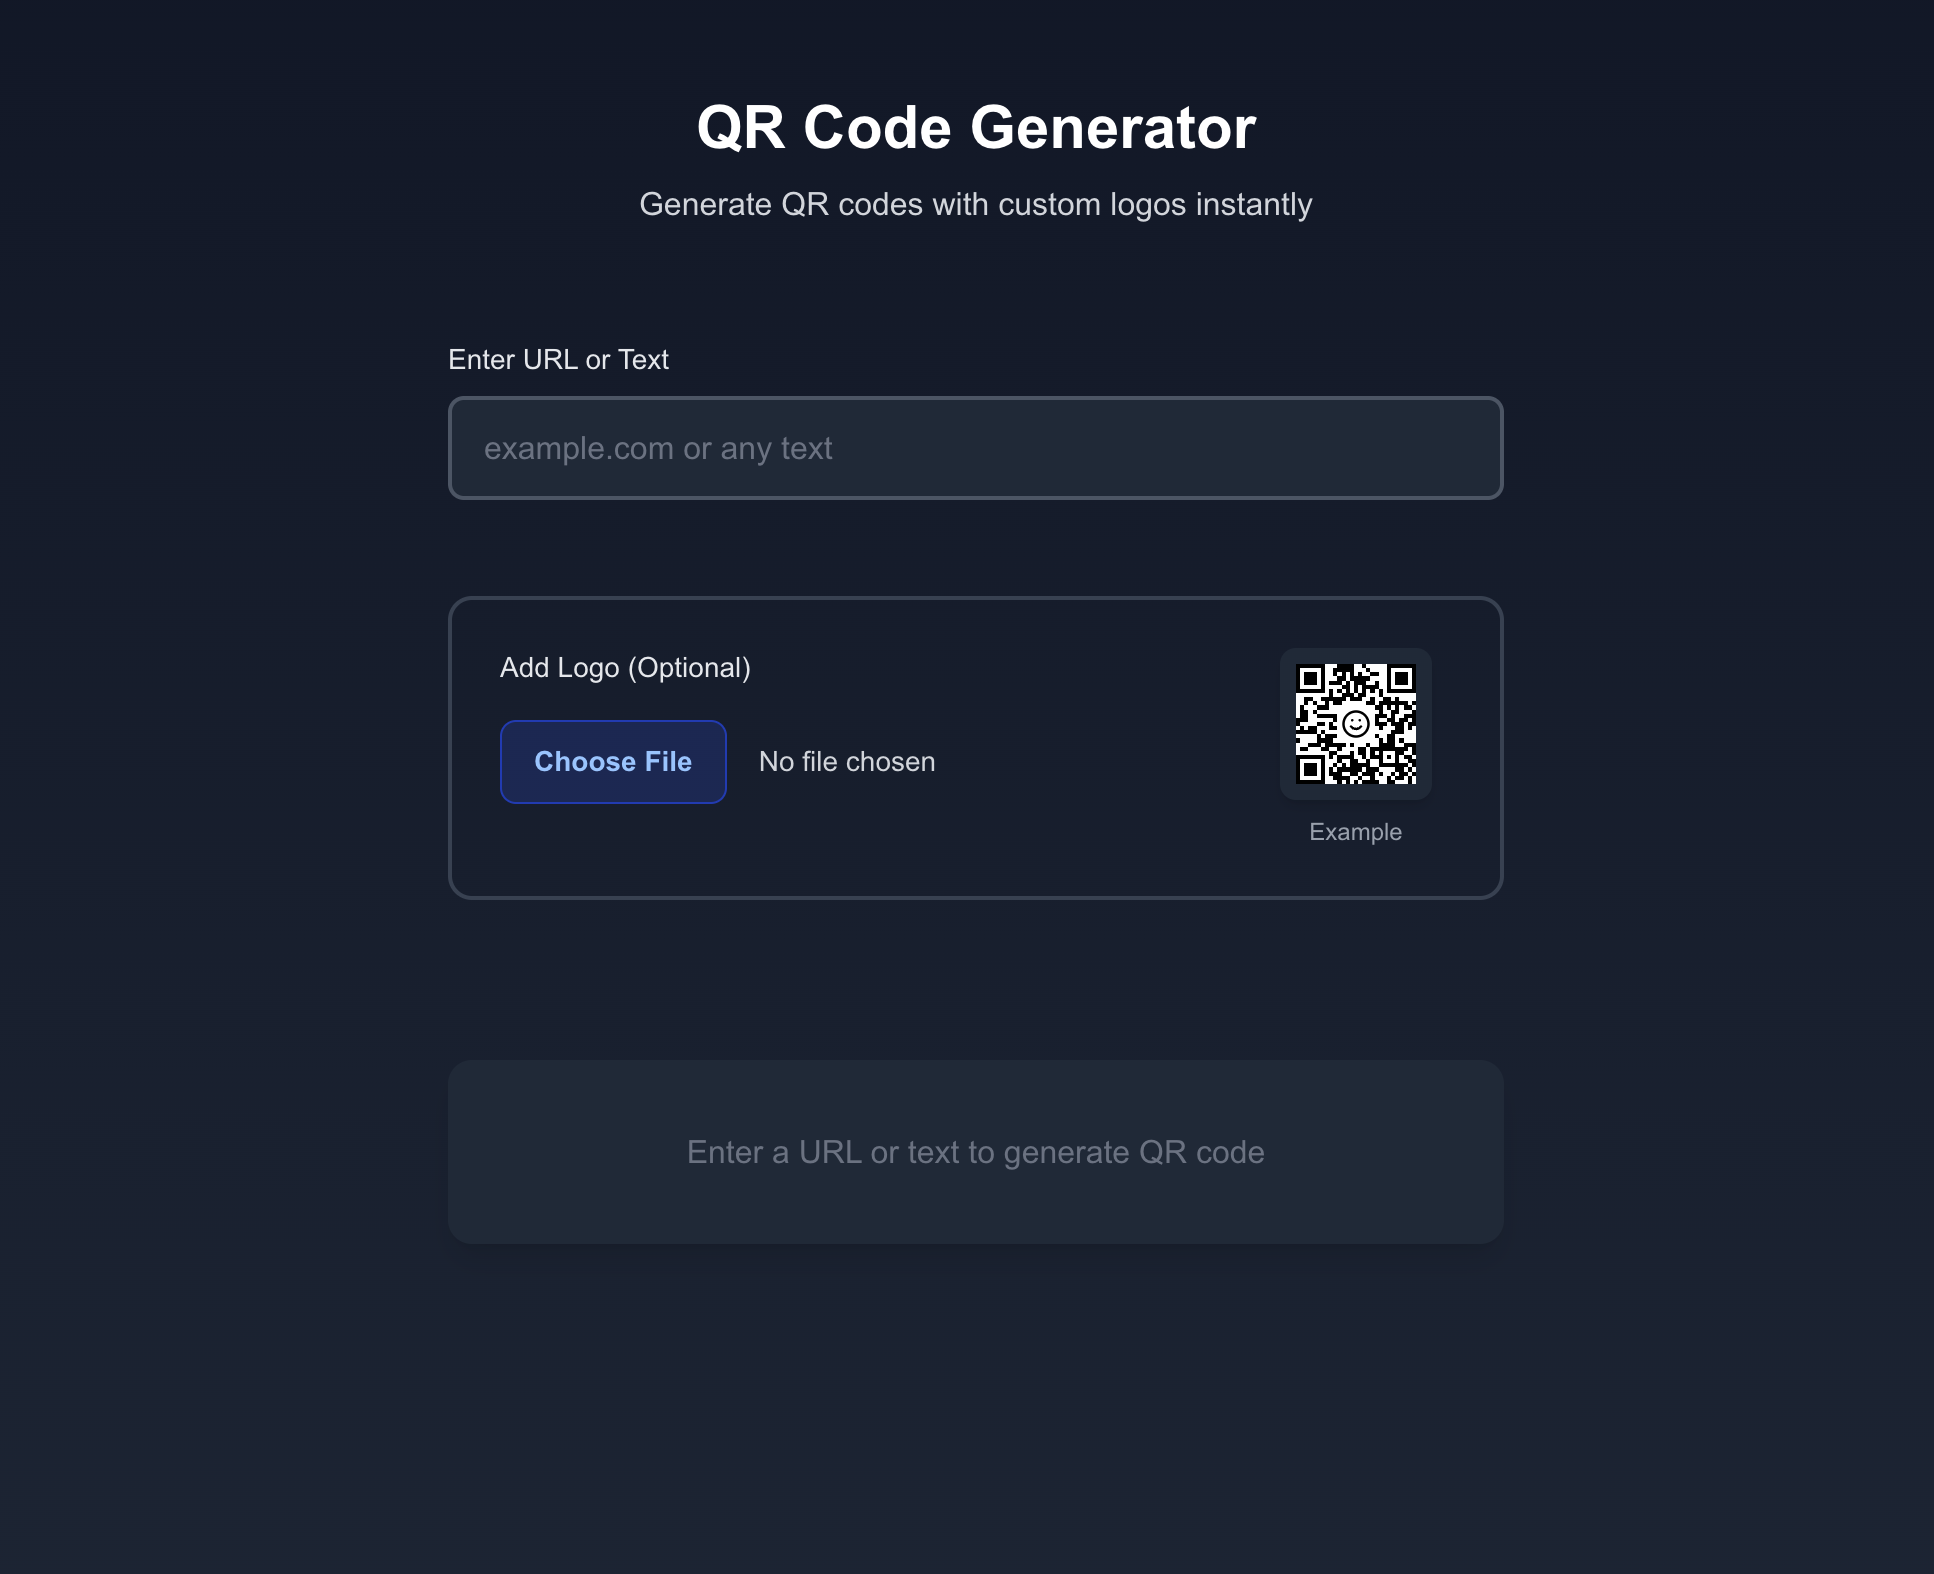 QR Code Generator
Generate QR codes with custom logos instantly
Enter URL or Text
example.com or any text
Add Logo (Optional)
Choose File
No file chosen
Example
Enter a URL or text to generate QR code